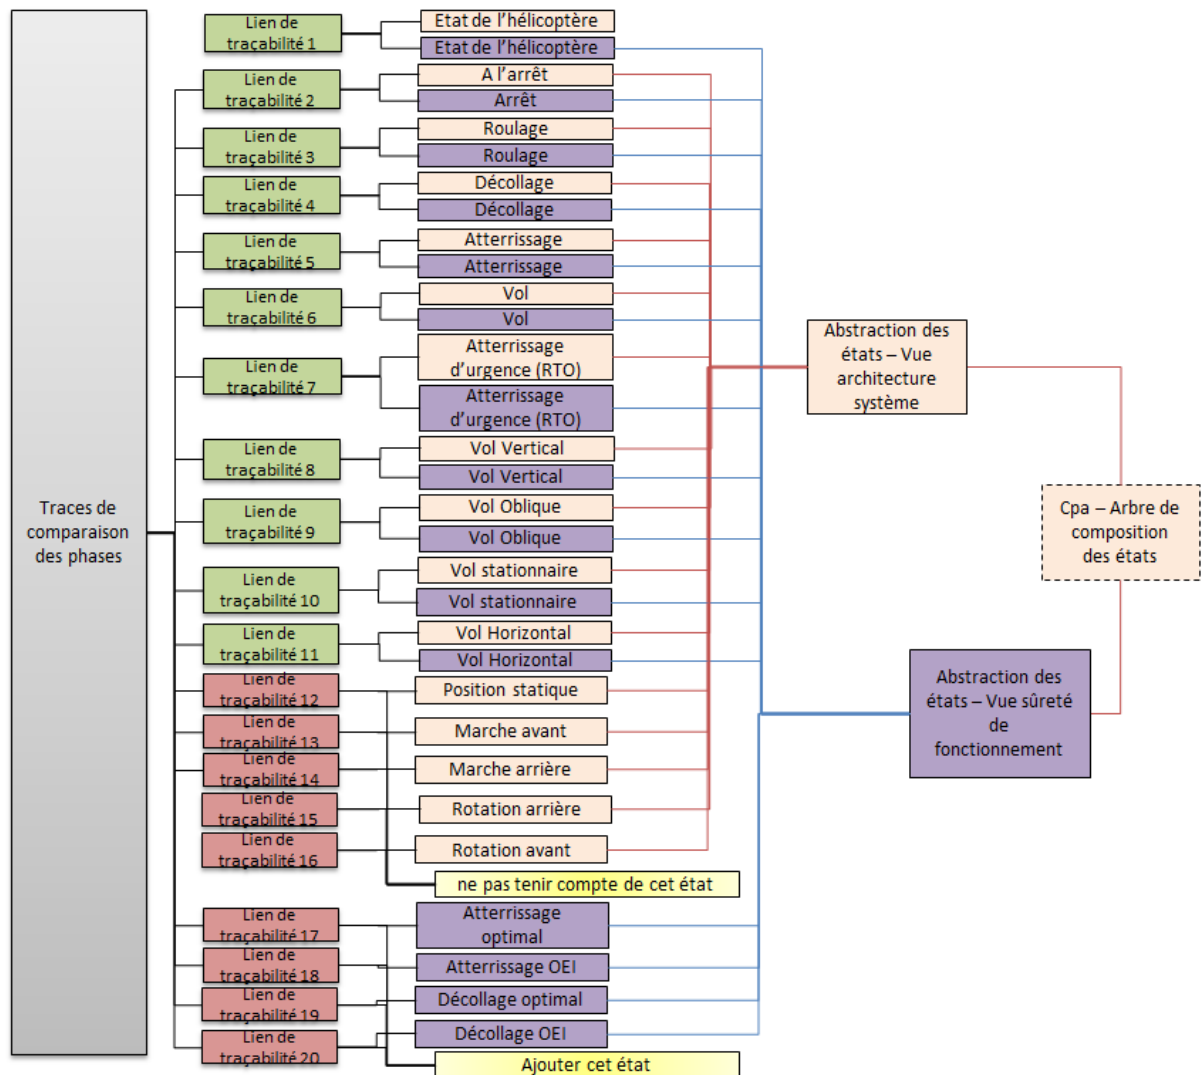 Traces de
comparaison
des phases
Lien de
traçabilité 1
Etat de l’hélicoptère
Etat de l’hélicoptère
Lien de
traçabilité 2
A l’arrêt
Arrêt
Lien de
traçabilité 3
Roulage
Roulage
Lien de
traçabilité 4
Décollage
Décollage
Lien de
traçabilité 5
Atterrissage
Atterrissage
Lien de
traçabilité 6
Vol
Vol
Lien de
traçabilité 7
Atterrissage
d’urgence (RTO)
Atterrissage
d’urgence (RTO)
Lien de
traçabilité 8
Vol Vertical
Vol Vertical
Lien de
traçabilité 9
Vol Oblique
Vol Oblique
Lien de
traçabilité 10
Vol stationnaire
Vol stationnaire
Lien de
traçabilité 11
Vol Horizontal
Vol Horizontal
Lien de
traçabilité 12
Position statique
Lien de
traçabilité 13
Marche avant
Lien de
traçabilité 14
Marche arrière
Lien de
traçabilité 15
Rotation arrière
Lien de
traçabilité 16
Rotation avant
ne pas tenir compte de cet état
Lien de
traçabilité 17
Atterrissage
optimal
Lien de
traçabilité 18
Atterrissage OEI
Lien de
traçabilité 19
Décollage optimal
Lien de
traçabilité 20
Décollage OEI
Ajouter cet état
Abstraction des
états – Vue
architecture
système
Cpa – Arbre de
composition
des états
Abstraction des
états – Vue sûreté
de
fonctionnement